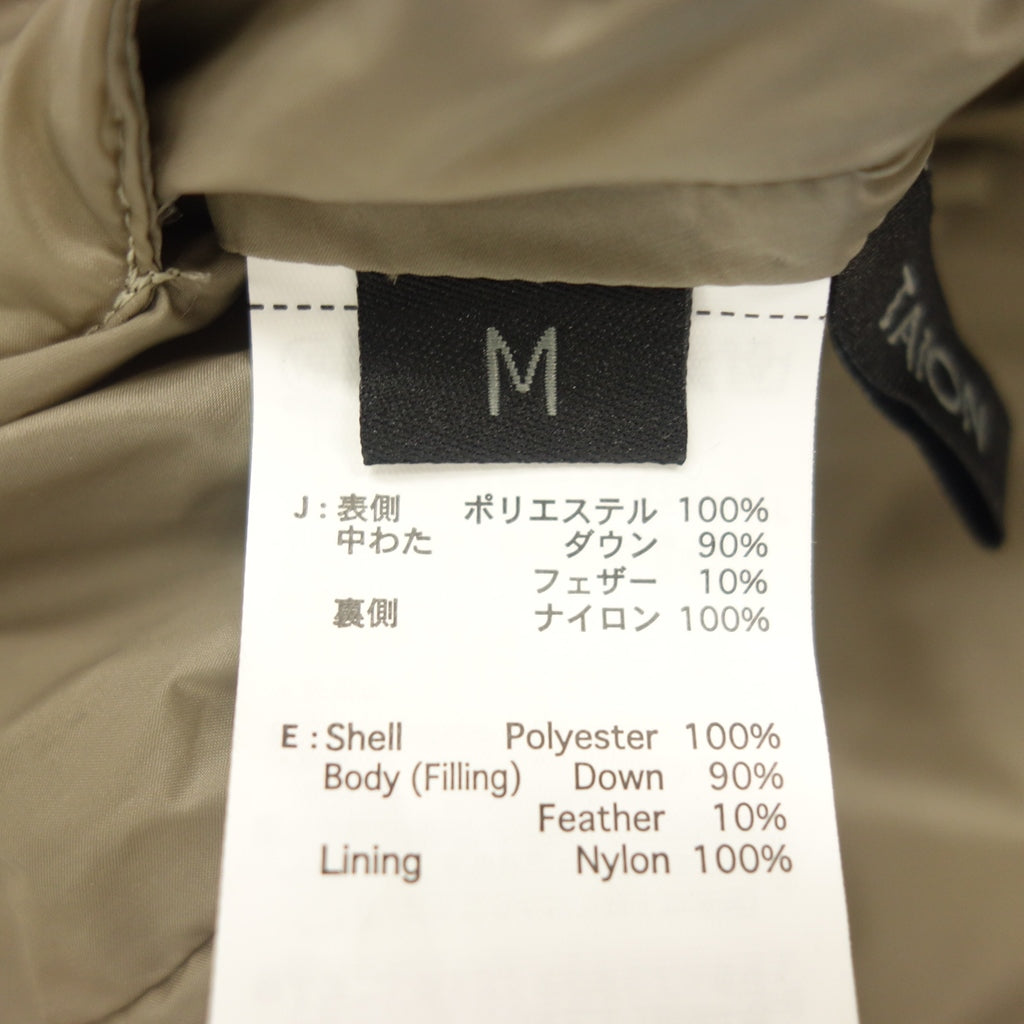 M
TAION
J : 表側 ポリエステル 100%
中わた ダウン 90%
フェザー 10%
裏側 ナイロン 100%
E : Shell Polyester 100%
Body (Filling) Down 90%
Feather 10%
Lining Nylon 100%